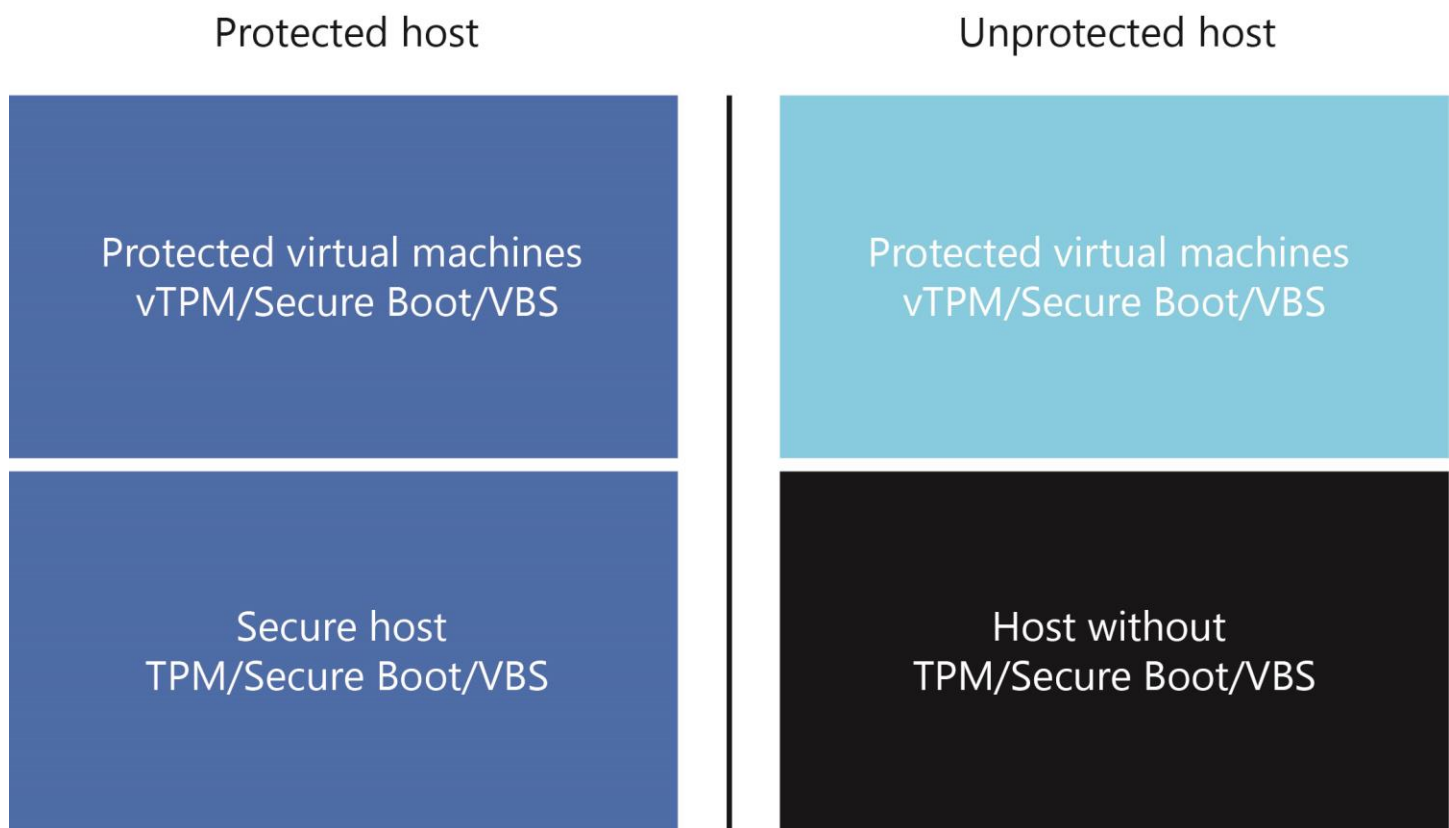 Protected host
Unprotected host
Protected virtual machines
vTPM/Secure Boot/VBS
Protected virtual machines
vTPM/Secure Boot/VBS
Secure host
TPM/Secure Boot/VBS
Host without
TPM/Secure Boot/VBS